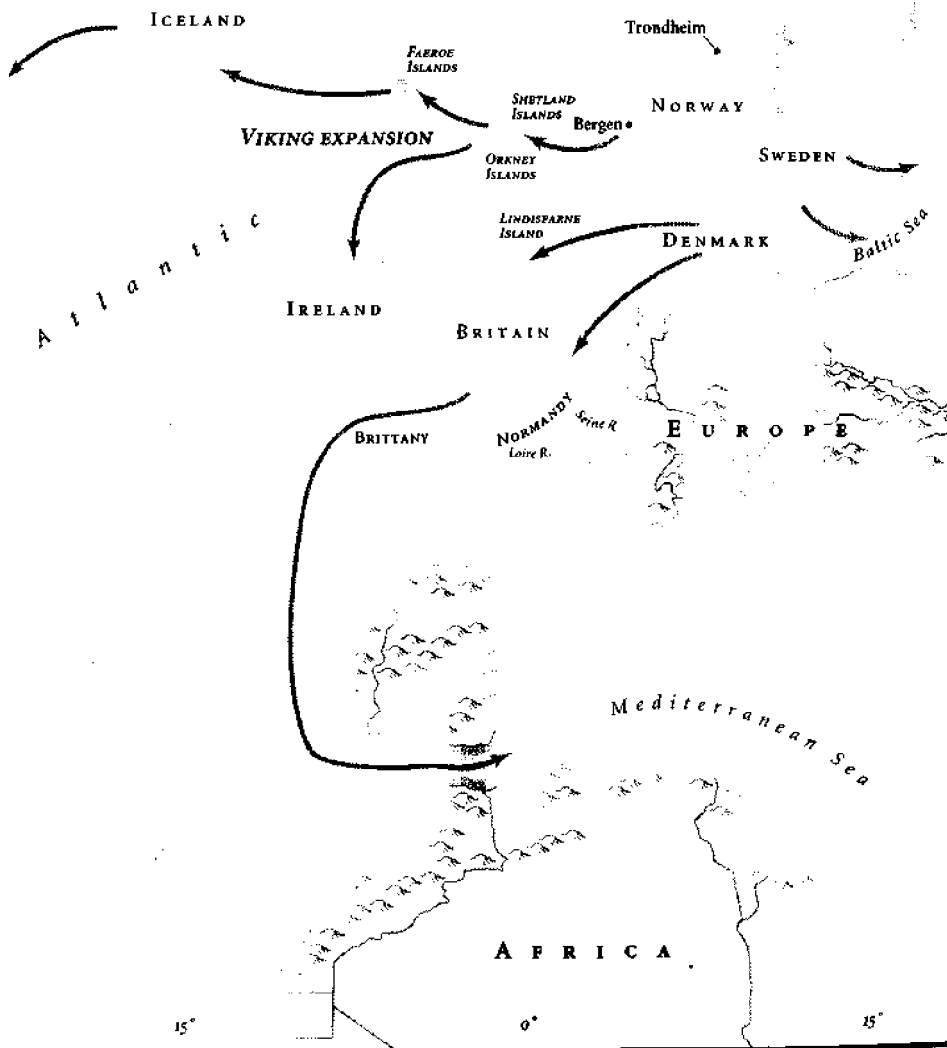 ICELAND
Trondheim
FAEROE
ISLANDS
SHETLAND
ISLANDS
NORWAY
Bergen
VIKING EXPANSION
SWEDEN
ORKNEY
ISLANDS
Atlantic
LINDISFARNE
ISLAND
DENMARK
Baltic Sea
IRELAND
BRITAIN
NORMANDY
Seine R.
BRITTANY
Loire R.
EUROPE
Mediterranean Sea
AFRICA
15°
0°
15°